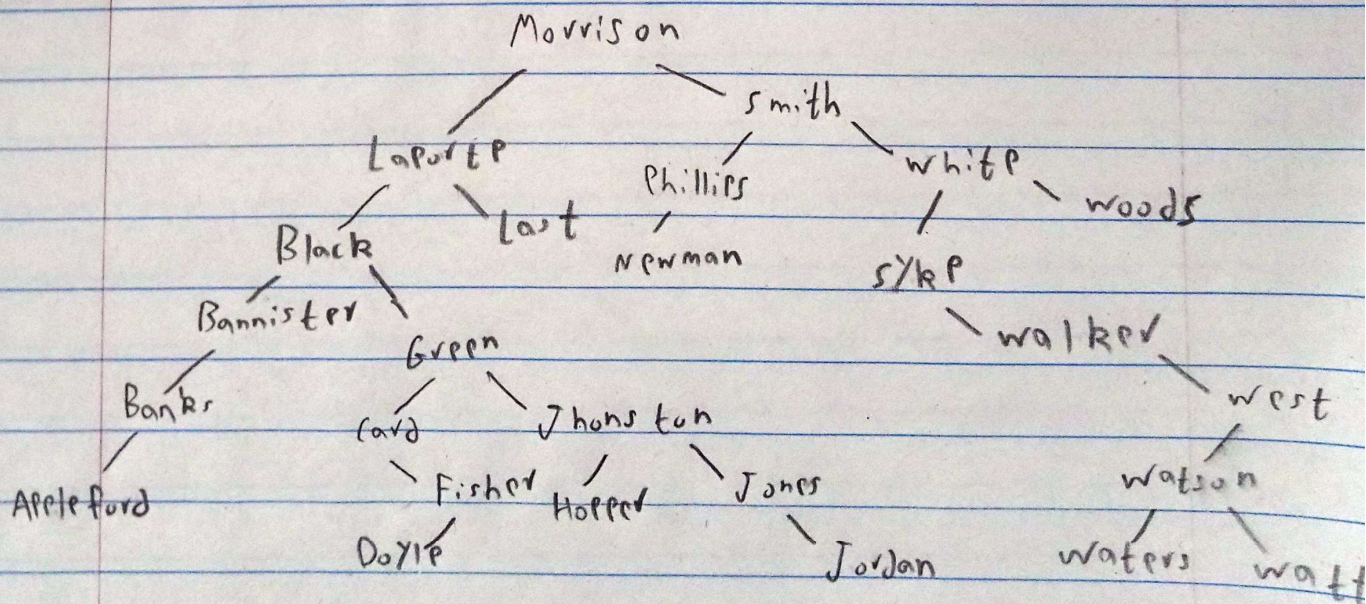 Morrison
Smith
Laporte
Phillips
White
Woods
Black
Last
Newman
Syke
Bannister
Walker
Green
Banks
Card
Jhonston
West
Appleford
Fisher
Hopper
Jones
Watson
Doyle
Jordan
Waters
Watt